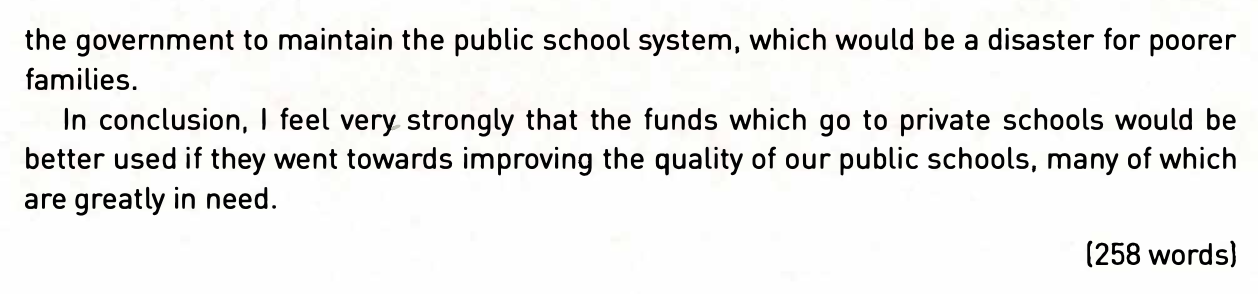 the government to maintain the public school system, which would be a disaster for poorer
families.
In conclusion, I feel very strongly that the funds which go to private schools would be
better used if they went towards improving the quality of our public schools, many of which
are greatly in need.
(258 words)